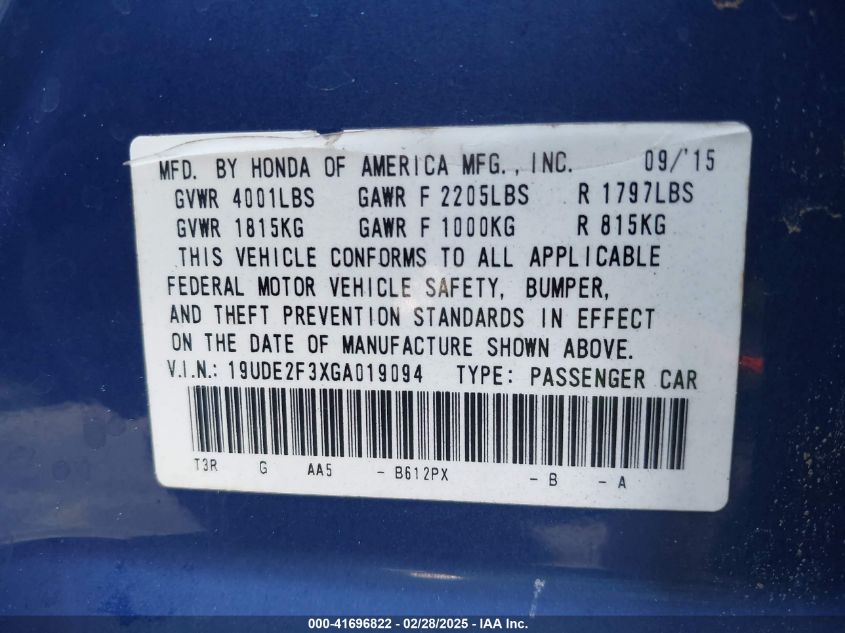 MFD. BY HONDA OF AMERICA MFG., INC. 09/'15
GVWR 4001LBS GAWR F 2205LBS R 1797LBS
GVWR 1815KG GAWR F 1000KG R 815KG
THIS VEHICLE CONFORMS TO ALL APPLICABLE
FEDERAL MOTOR VEHICLE SAFETY, BUMPER,
AND THEFT PREVENTION STANDARDS IN EFFECT
ON THE DATE OF MANUFACTURE SHOWN ABOVE.
V.I.N.: 19UDE2F3XGA019094 TYPE: PASSENGER CAR
T3R G AA5 - B612PX - B - A
000-41696822 - 02/28/2025 - IAA Inc.